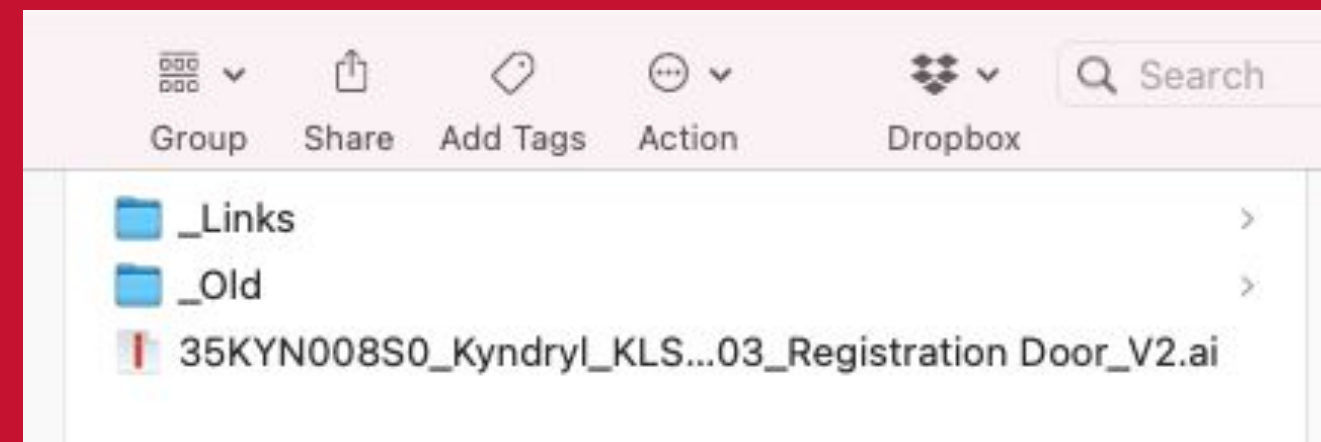 Group Share Add Tags Action Dropbox Search
_Links
_Old
35KYN008S0_Kyndryl_KLS...03_Registration Door_V2.ai